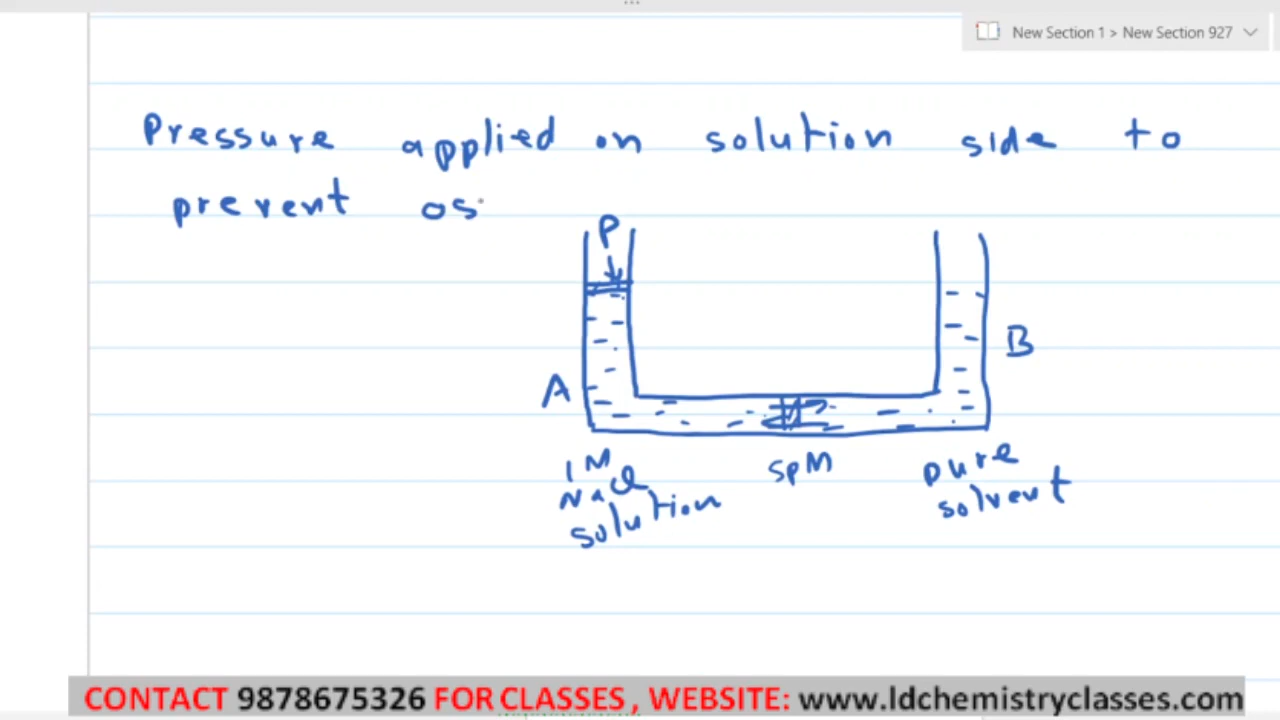 New Section 1 > New Section 927
Pressure applied on solution side to
prevent os
P
A
B
1M
NaCl
solution
SPM
pure
solvent
CONTACT 9878675326 FOR CLASSES , WEBSITE: www.ldchemistryclasses.com